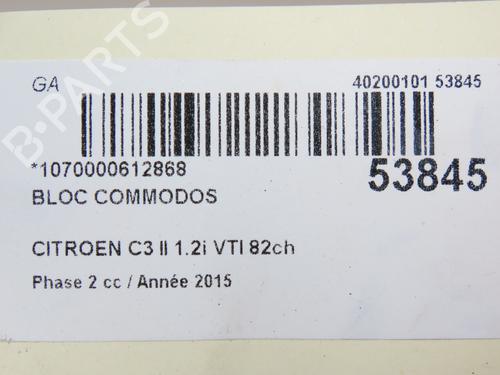 GA
40200101 53845
*1070000612868
53845
BLOC COMMODOS
CITROEN C3 II 1.2i VTI 82ch
Phase 2 cc / Année 2015
B-PARTS